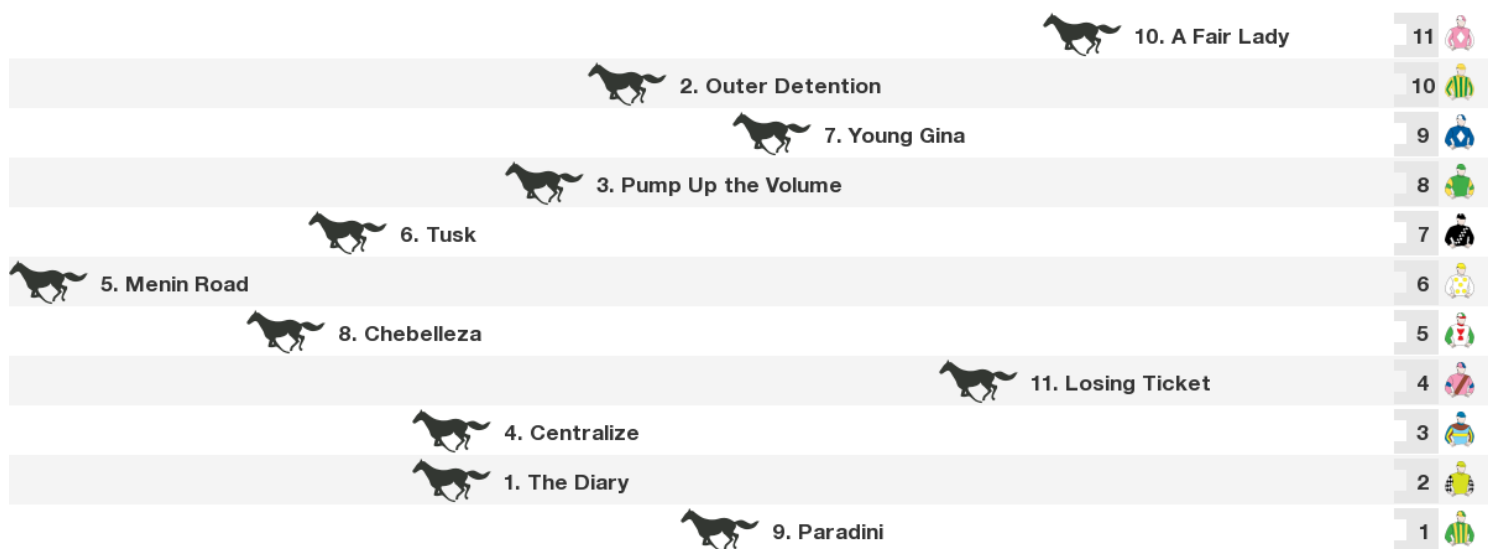 10. A Fair Lady 11
2. Outer Detention 10
7. Young Gina 9
3. Pump Up the Volume 8
6. Tusk 7
5. Menin Road 6
8. Chebelleza 5
11. Losing Ticket 4
4. Centralize 3
1. The Diary 2
9. Paradini 1